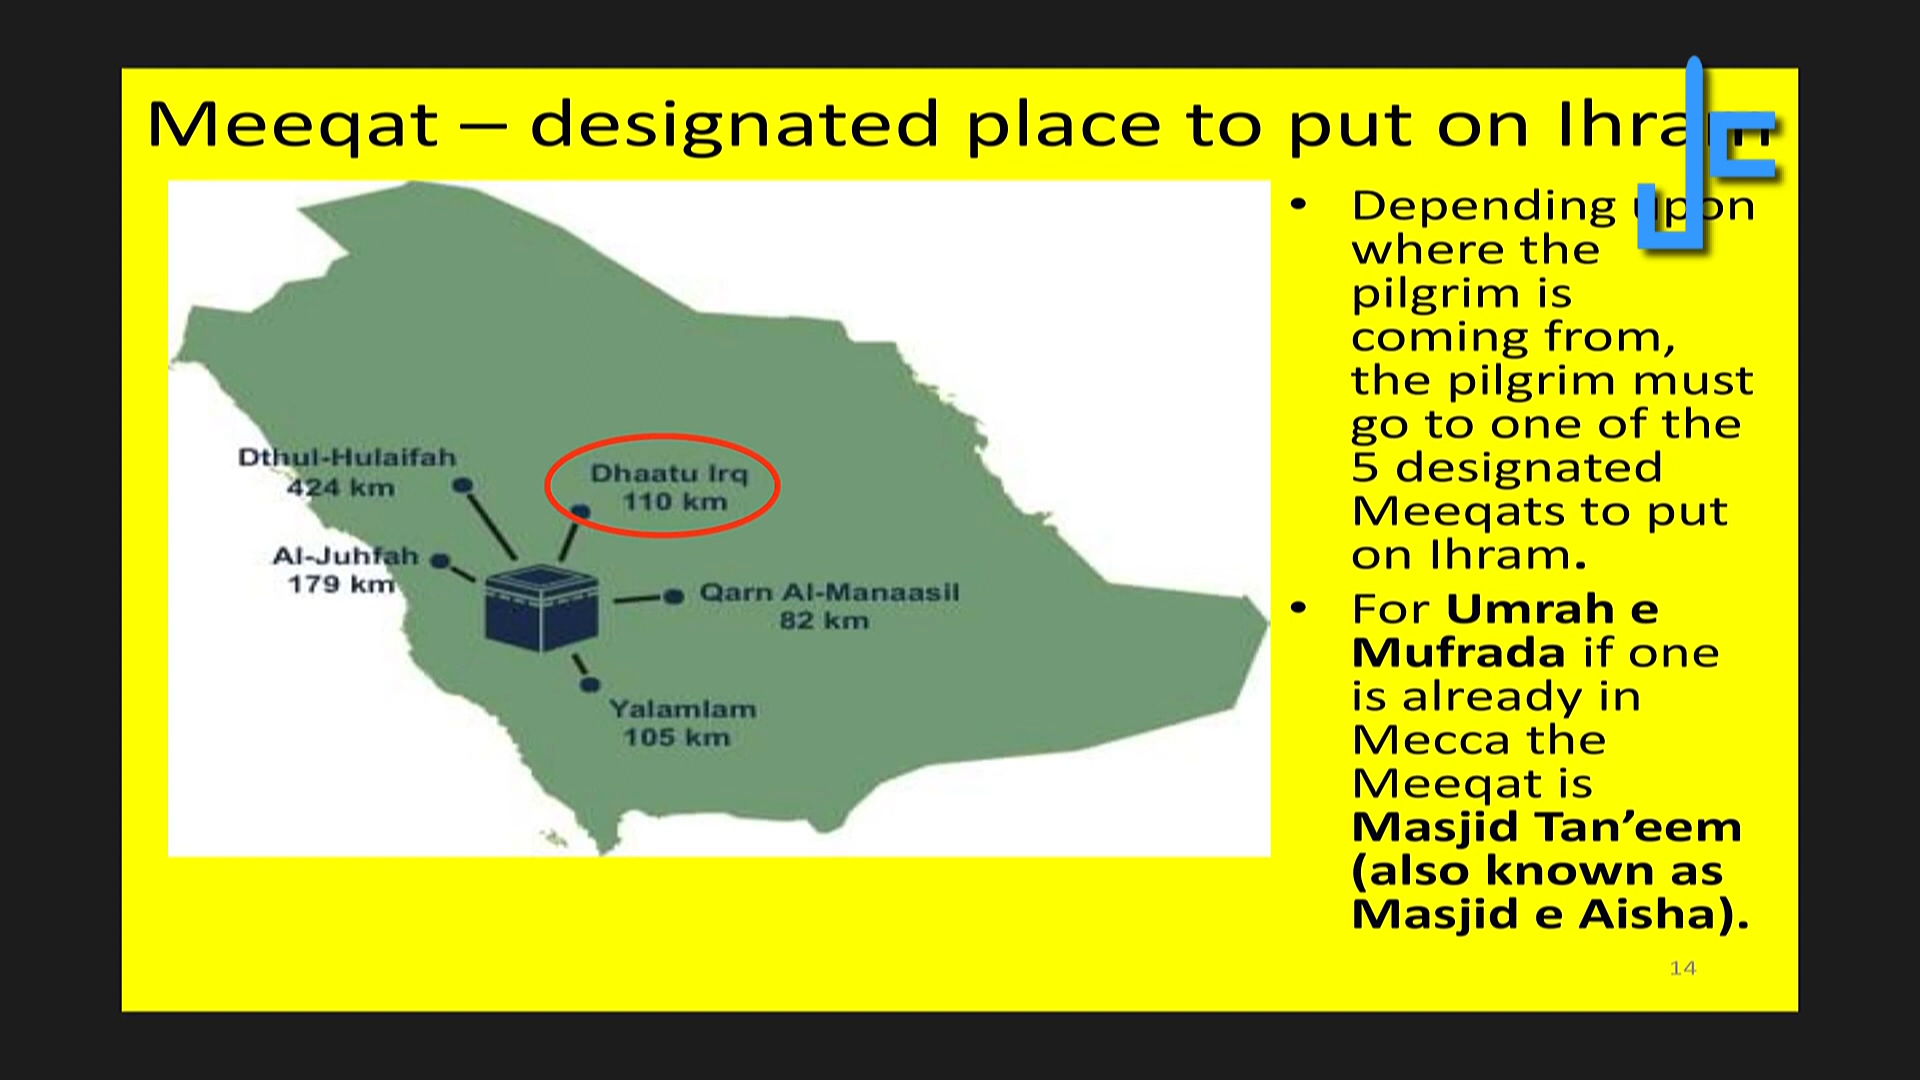 Meeqat – designated place to put on Ihram
Dthul-Hulaifah
424 km
Dhaatu Irq
110 km
Al-Juhfah
179 km
Qarn Al-Manaasil
82 km
Yalamlam
105 km
• Depending upon
where the
pilgrim is
coming from,
the pilgrim must
go to one of the
5 designated
Meeqats to put
on Ihram.
• For Umrah e
Mufrada if one
is already in
Mecca the
Meeqat is
Masjid Tan’eem
(also known as
Masjid e Aisha).
14